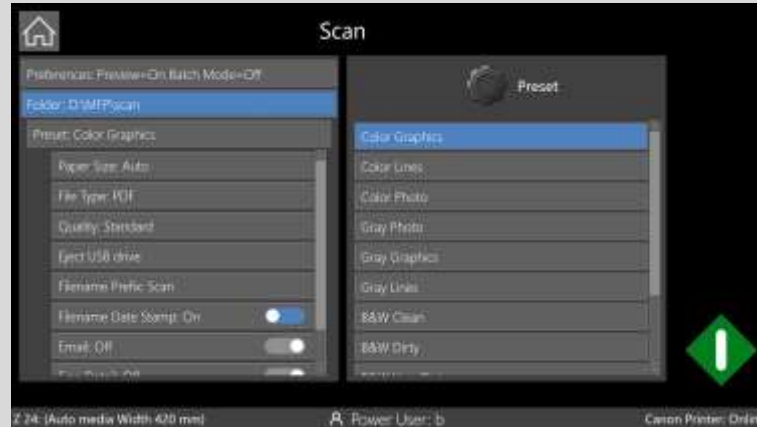 Scan
Preferences: Preview=On Batch Mode=Off
Folder: D:\MFP\scan
Preset: Color Graphics
Paper Size: Auto
File Type: PDF
Quality: Standard
Eject USB drive
Filename Prefix: Scan
Filename Date Stamp: On
Email: Off
Preset
Color Graphics
Color Lines
Color Photo
Gray Photo
Gray Graphics
Gray Lines
B&W Clean
B&W Dirty
Z 24: (Auto media Width 420 mm)
Power User: b
Canon Printer: Onlin